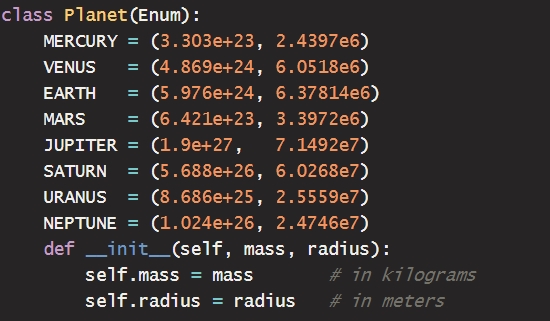 class Planet(Enum):
    MERCURY = (3.303e+23, 2.4397e6)
    VENUS   = (4.869e+24, 6.0518e6)
    EARTH   = (5.976e+24, 6.37814e6)
    MARS    = (6.421e+23, 3.3972e6)
    JUPITER = (1.9e+27,   7.1492e7)
    SATURN  = (5.688e+26, 6.0268e7)
    URANUS  = (8.686e+25, 2.5559e7)
    NEPTUNE = (1.024e+26, 2.4746e7)
    def __init__(self, mass, radius):
        self.mass = mass       # in kilograms
        self.radius = radius   # in meters